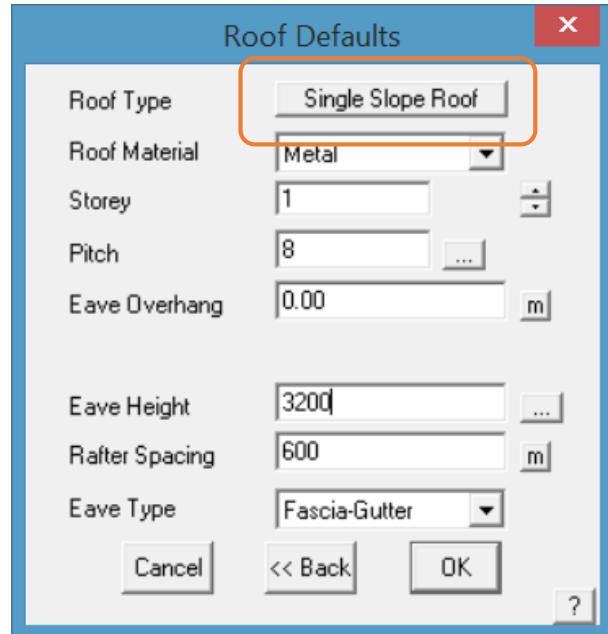 Roof Defaults
Roof Type Single Slope Roof
Roof Material Metal
Storey 1
Pitch 8 ...
Eave Overhang 0.00 m
Eave Height 3200 ...
Rafter Spacing 600 m
Eave Type Fascia-Gutter
Cancel << Back OK
?